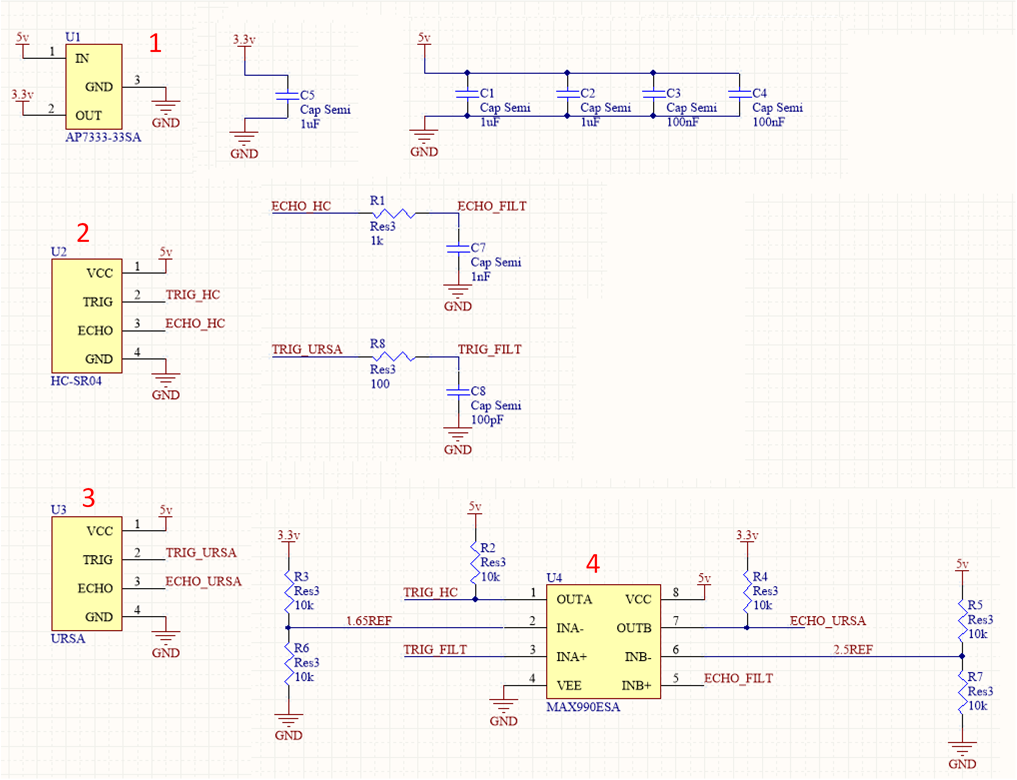 5v
U1
1
1
IN
GND
3
3.3v
2
OUT
GND
AP7333-33SA
3.3v
C5
Cap Semi
1uF
GND
5v
C1
Cap Semi
1uF
C2
Cap Semi
1uF
C3
Cap Semi
100nF
C4
Cap Semi
100nF
GND
ECHO_HC
R1
Res3
1k
ECHO_FILT
C7
Cap Semi
1nF
GND
2
U2
VCC
1
5v
TRIG
2
TRIG_HC
ECHO
3
ECHO_HC
GND
4
HC-SR04
GND
TRIG_URSA
R8
Res3
100
TRIG_FILT
C8
Cap Semi
100pF
GND
3
U3
VCC
1
5v
TRIG
2
TRIG_URSA
ECHO
3
ECHO_URSA
GND
4
URSA
GND
3.3v
R3
Res3
10k
1.65REF
R6
Res3
10k
GND
5v
R2
Res3
10k
4
U4
TRIG_HC
1
OUTA
2
INA-
TRIG_FILT
3
INA+
4
VEE
GND
VCC
8
5v
OUTB
7
ECHO_URSA
INB-
6
2.5REF
INB+
5
ECHO_FILT
MAX990ESA
3.3v
R4
Res3
10k
5v
R5
Res3
10k
R7
Res3
10k
GND